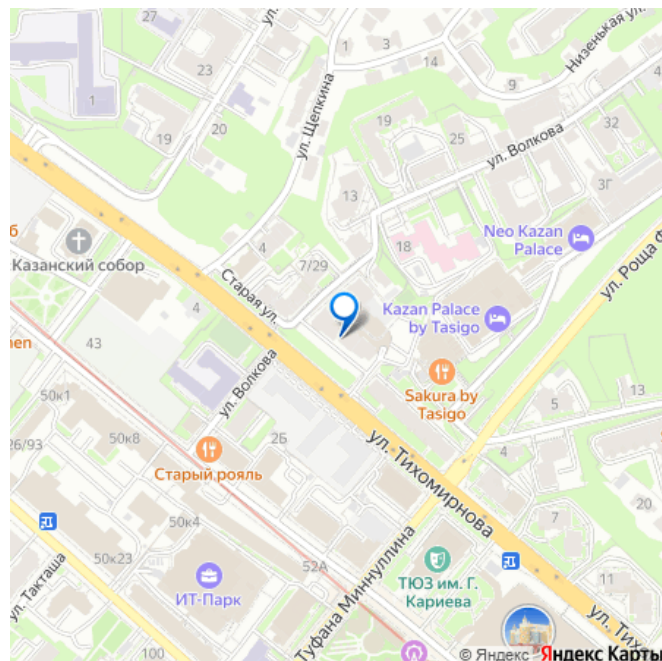 27
1
23
19
20
ул. Щепкина
1
3
3
14
9
Низенькая ул.
19
25
ул. Волкова
32
3Г
13
б
Казанский собор
4
7/29
18
Neo Kazan
Palace
ул. Роща Ф
Старая ул.
4
Kazan Palace
by Tasigo
hen
43
ул. Волкова
Sakura by
Tasigo
5
4
50к1
50к8
2Б
26/93
Старый рояль
ул. Тихомирнова
20
7
50к4
50к23
52А
ИТ-Парк
ул. Такташа
Туфана Миннуллина
ТЮЗ им. Г.
Кариева
11
ул. Тих
100
© Яндекс Яндекс Карты